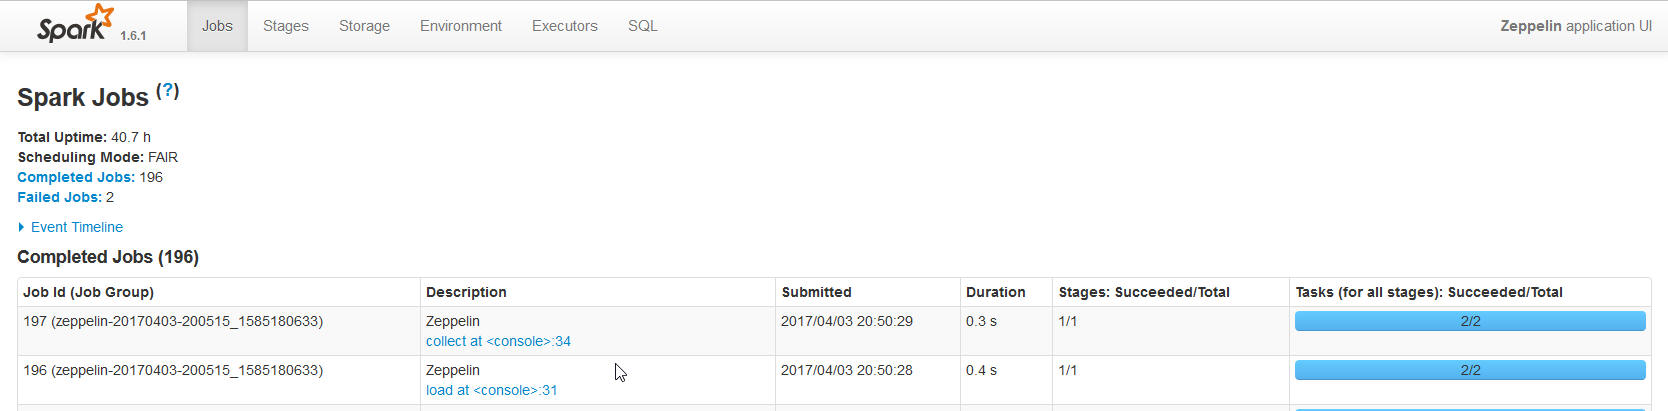 Spark 1.6.1 Jobs Stages Storage Environment Executors SQL Zeppelin application UI
Spark Jobs (?)
Total Uptime: 40.7 h
Scheduling Mode: FAIR
Completed Jobs: 196
Failed Jobs: 2
Event Timeline
Completed Jobs (196)
Job Id (Job Group) Description Submitted Duration Stages: Succeeded/Total Tasks (for all stages): Succeeded/Total
197 (zeppelin-20170403-200515_1585180633) Zeppelin 2017/04/03 20:50:29 0.3 s 1/1 2/2
collect at <console>:34
196 (zeppelin-20170403-200515_1585180633) Zeppelin 2017/04/03 20:50:28 0.4 s 1/1 2/2
load at <console>:31